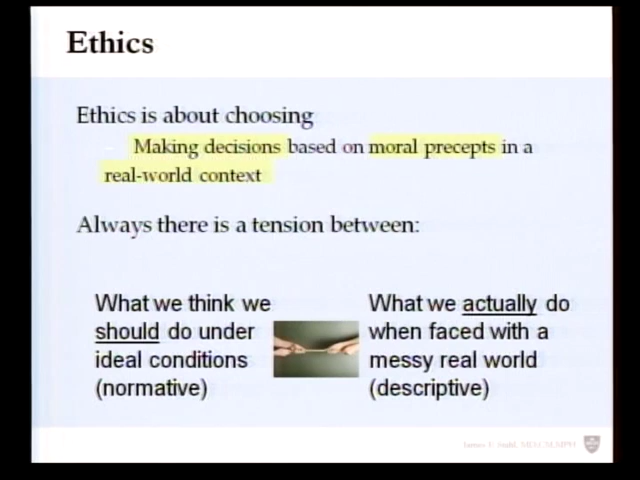 Ethics
Ethics is about choosing
– Making decisions based on moral precepts in a
real-world context
Always there is a tension between:
What we think we
should do under
ideal conditions
(normative)
What we actually do
when faced with a
messy real world
(descriptive)
James